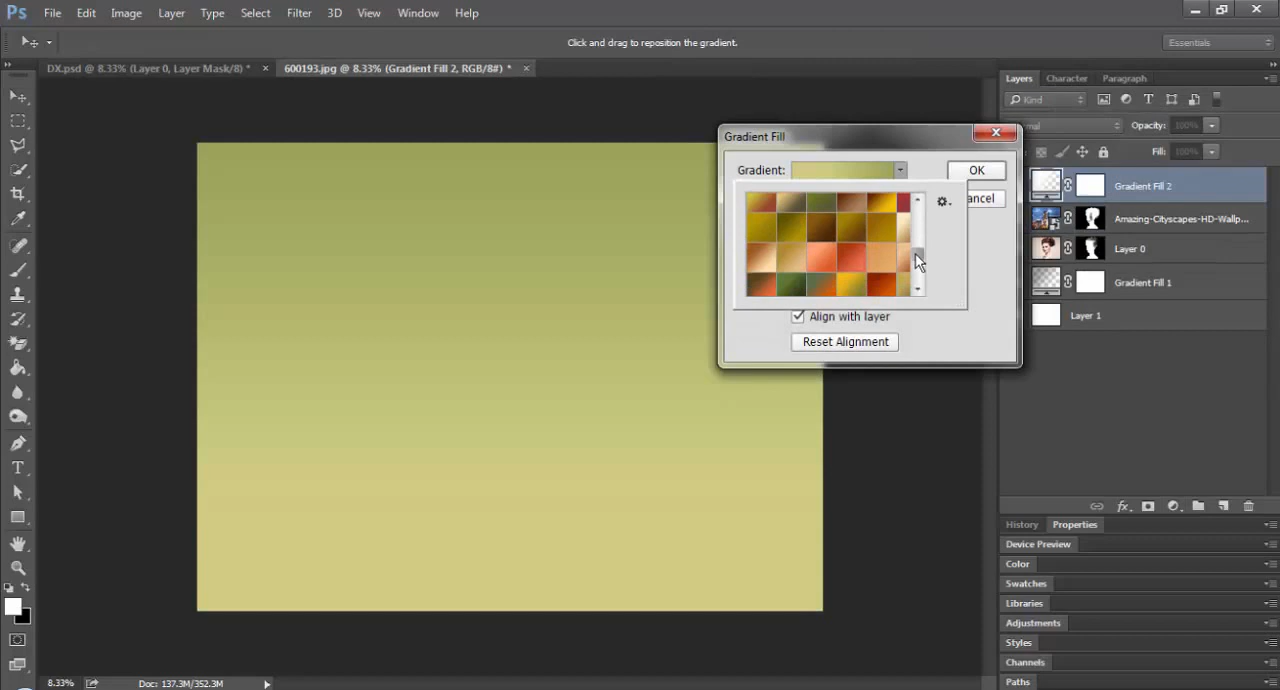 Ps File Edit Image Layer Type Select Filter 3D View Window Help
Click and drag to reposition the gradient.
Essentials
DX.psd @ 8.33% (Layer 0, Layer Mask/8) * × 600193.jpg @ 8.33% (Gradient Fill 2, RGB/8#) * ×
Layers Character Paragraph
Kind
Gradient Fill
mal Opacity: 100%
Gradient: OK
Fill: 100%
ancel
Gradient Fill 2
Amazing-Cityscapes-HD-Wallp...
Layer 0
Gradient Fill 1
Align with layer
Layer 1
Reset Alignment
History Properties
Device Preview
Color
Swatches
Libraries
Adjustments
Styles
Channels
Paths
8.33% Doc: 137.3M/352.3M